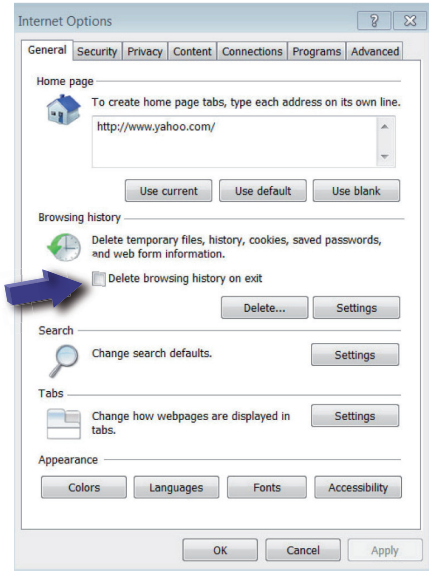 Internet Options
General Security Privacy Content Connections Programs Advanced
Home page
To create home page tabs, type each address on its own line.
http://www.yahoo.com/
Use current Use default Use blank
Browsing history
Delete temporary files, history, cookies, saved passwords,
and web form information.
Delete browsing history on exit
Delete... Settings
Search
Change search defaults. Settings
Tabs
Change how webpages are displayed in Settings
tabs.
Appearance
Colors Languages Fonts Accessibility
OK Cancel Apply